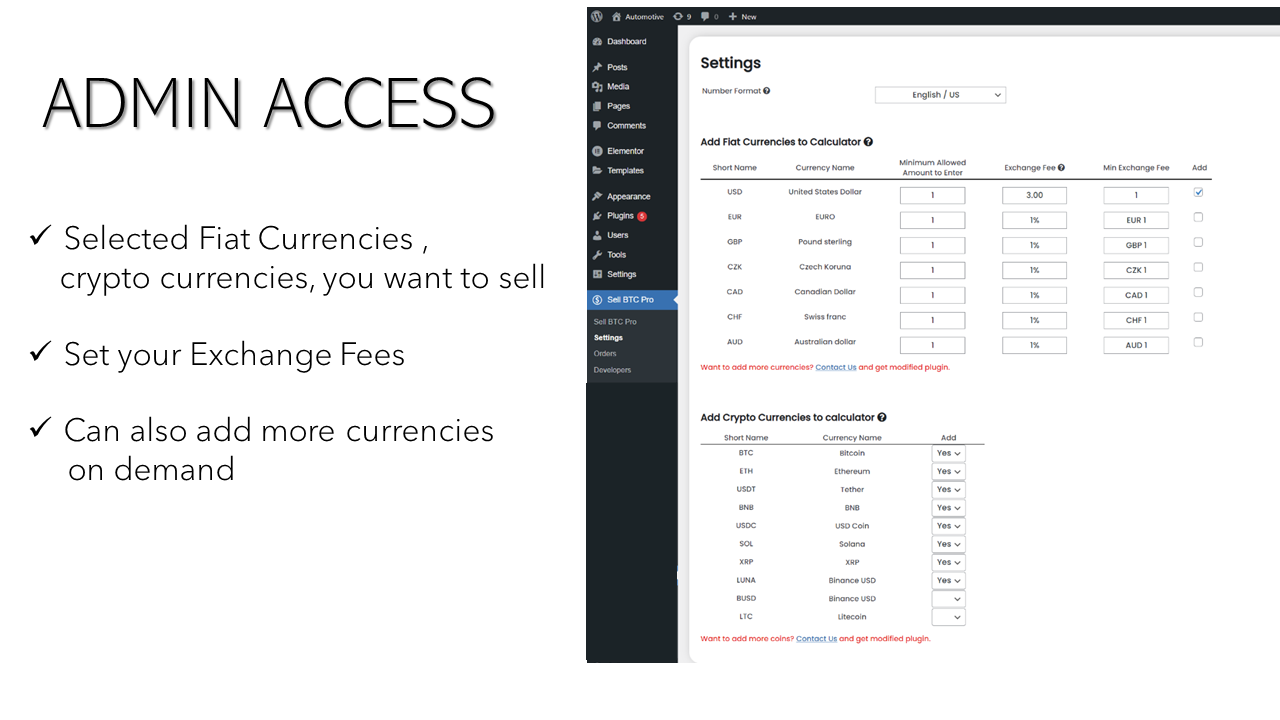 ADMIN ACCESS
✓ Selected Fiat Currencies ,
crypto currencies, you want to sell
✓ Set your Exchange Fees
✓ Can also add more currencies
on demand
Automotive 9 0 + New
Dashboard
Posts
Media
Pages
Comments
Elementor
Templates
Appearance
Plugins 5
Users
Tools
Settings
Sell BTC Pro
Sell BTC Pro
Settings
Orders
Developers
Settings
Number Format ?
English / US
Add Fiat Currencies to Calculator ?
Short Name Currency Name Minimum Allowed Amount to Enter Exchange Fee ? Min Exchange Fee Add
USD United States Dollar 1 3.00 1
EUR EURO 1 1% EUR 1
GBP Pound sterling 1 1% GBP 1
CZK Czech Koruna 1 1% CZK 1
CAD Canadian Dollar 1 1% CAD 1
CHF Swiss franc 1 1% CHF 1
AUD Australian dollar 1 1% AUD 1
Want to add more currencies? Contact Us and get modified plugin.
Add Crypto Currencies to calculator ?
Short Name Currency Name Add
BTC Bitcoin Yes
ETH Ethereum Yes
USDT Tether Yes
BNB BNB Yes
USDC USD Coin Yes
SOL Solana Yes
XRP XRP Yes
LUNA Binance USD Yes
BUSD Binance USD
LTC Litecoin
Want to add more coins? Contact Us and get modified plugin.